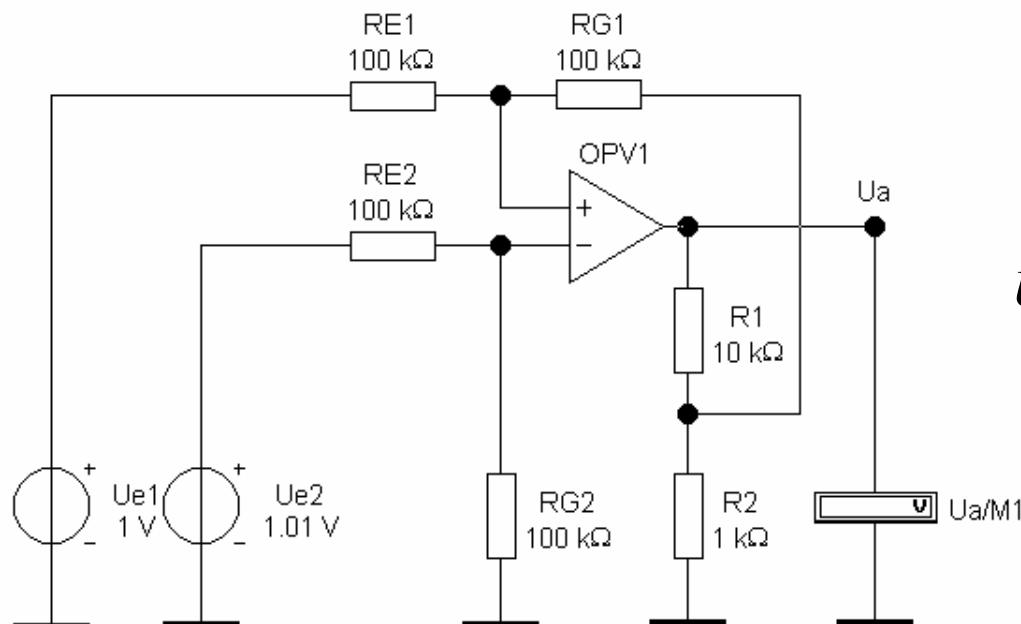 RE1
100 kΩ
RG1
100 kΩ
OPV1
RE2
100 kΩ
Ua
+
−
R1
10 kΩ
+
Ue1
1 V
−
+
Ue2
1.01 V
−
RG2
100 kΩ
R2
1 kΩ
V
Ua/M1